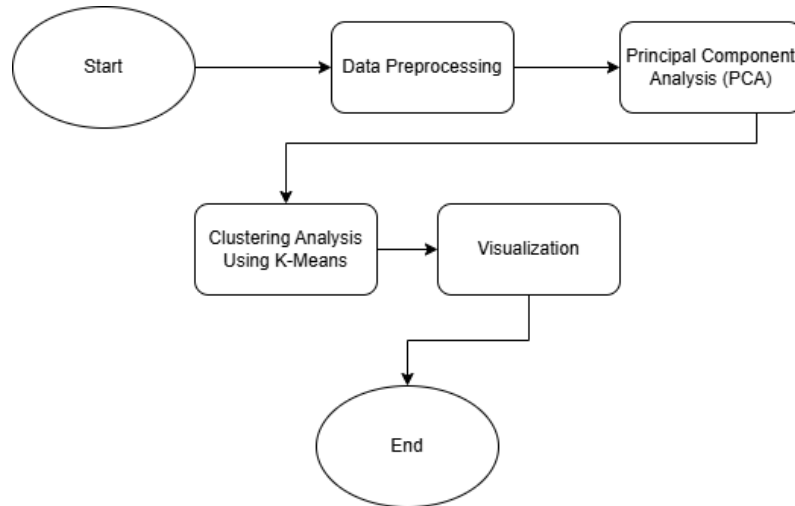 Start
Data Preprocessing
Principal Component
Analysis (PCA)
Clustering Analysis
Using K-Means
Visualization
End